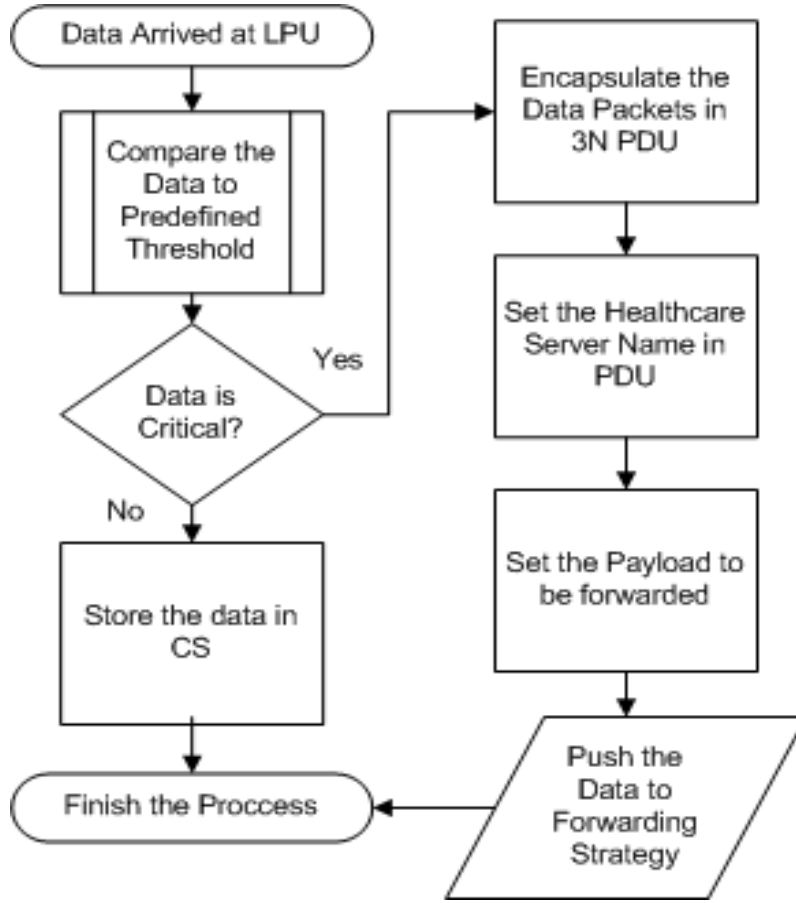 Data Arrived at LPU
Compare the
Data to
Predefined
Threshold
Data is
Critical?
Yes
No
Store the data in
CS
Finish the Proccess
Encapsulate the
Data Packets in
3N PDU
Set the Healthcare
Server Name in
PDU
Set the Payload to
be forwarded
Push the
Data to
Forwarding
Strategy